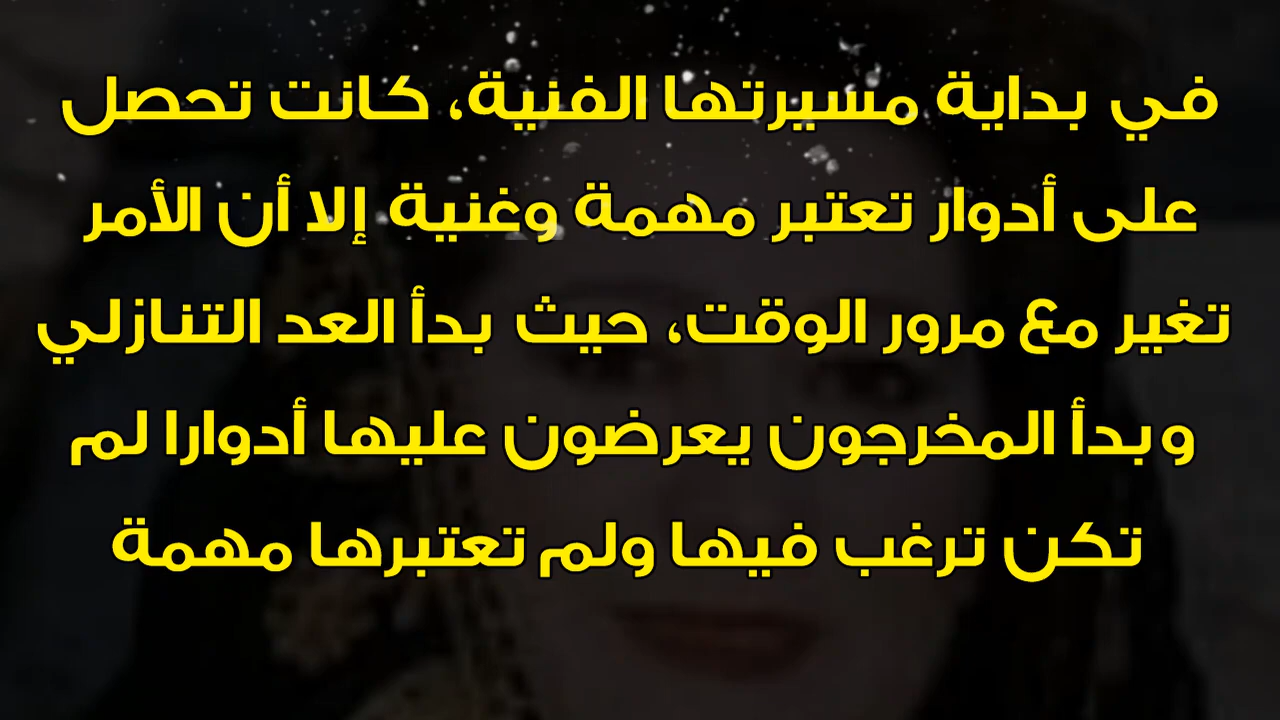 في بداية مسيرتها الفنية، كانت تحصل
على أدوار تعتبر مهمة وغنية إلا أن الأمر
تغير مع مرور الوقت، حيث بدأ العد التنازلي
وبدأ المخرجون يعرضون عليها أدوارا لم
تكن ترغب فيها ولم تعتبرها مهمة